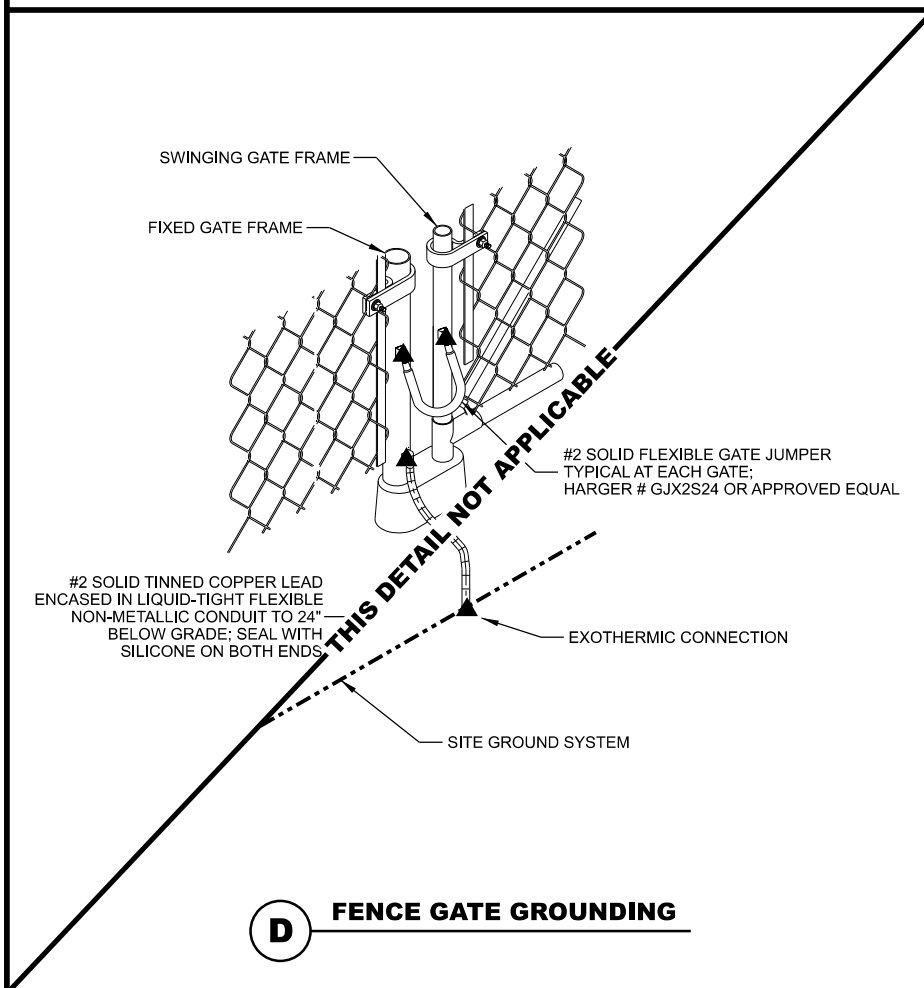 SWINGING GATE FRAME
FIXED GATE FRAME
THIS DETAIL NOT APPLICABLE
#2 SOLID FLEXIBLE GATE JUMPER
TYPICAL AT EACH GATE;
HARGER # GJX2S24 OR APPROVED EQUAL
#2 SOLID TINNED COPPER LEAD
ENCASED IN LIQUID-TIGHT FLEXIBLE
NON-METALLIC CONDUIT TO 24"
BELOW GRADE; SEAL WITH
SILICONE ON BOTH ENDS
EXOTHERMIC CONNECTION
SITE GROUND SYSTEM
D
FENCE GATE GROUNDING